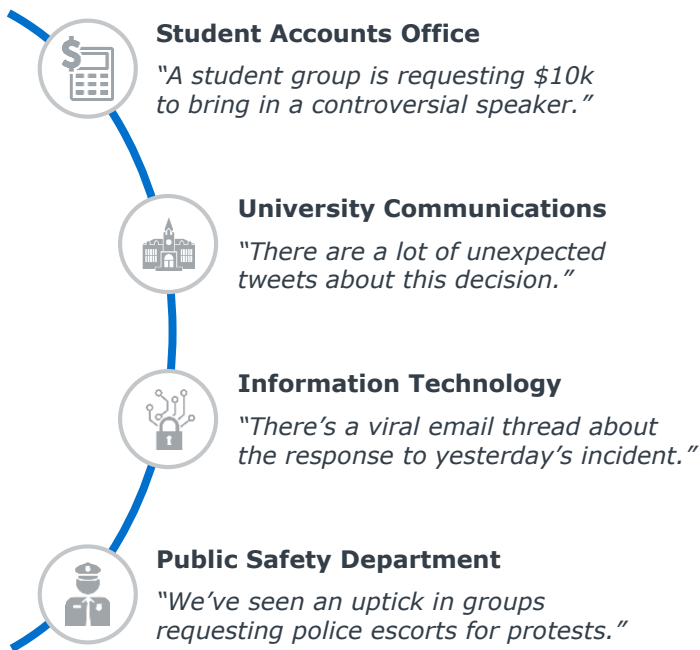 $
Student Accounts Office
“A student group is requesting $10k
to bring in a controversial speaker.”
University Communications
“There are a lot of unexpected
tweets about this decision.”
Information Technology
“There’s a viral email thread about
the response to yesterday’s incident.”
Public Safety Department
“We’ve seen an uptick in groups
requesting police escorts for protests.”